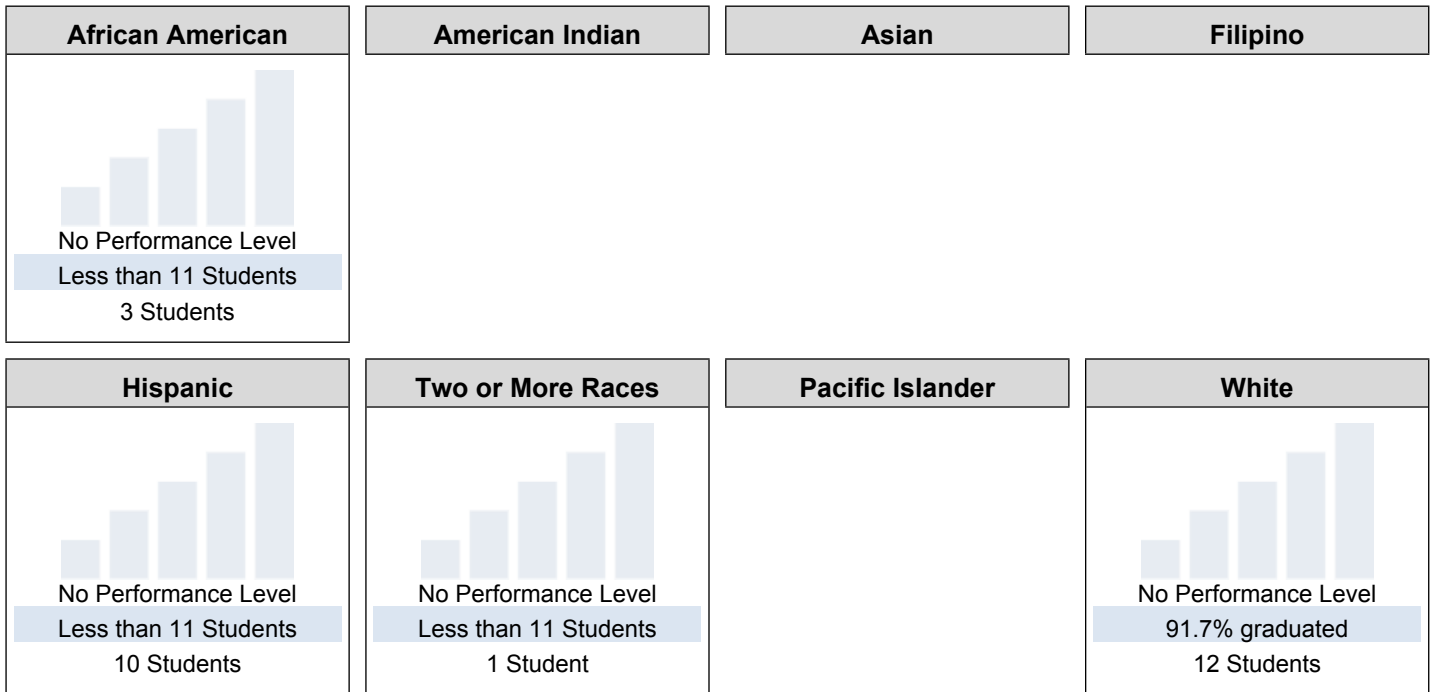 African American
American Indian
Asian
Filipino
No Performance Level
Less than 11 Students
3 Students
Hispanic
Two or More Races
Pacific Islander
White
No Performance Level
Less than 11 Students
10 Students
No Performance Level
Less than 11 Students
1 Student
No Performance Level
91.7% graduated
12 Students